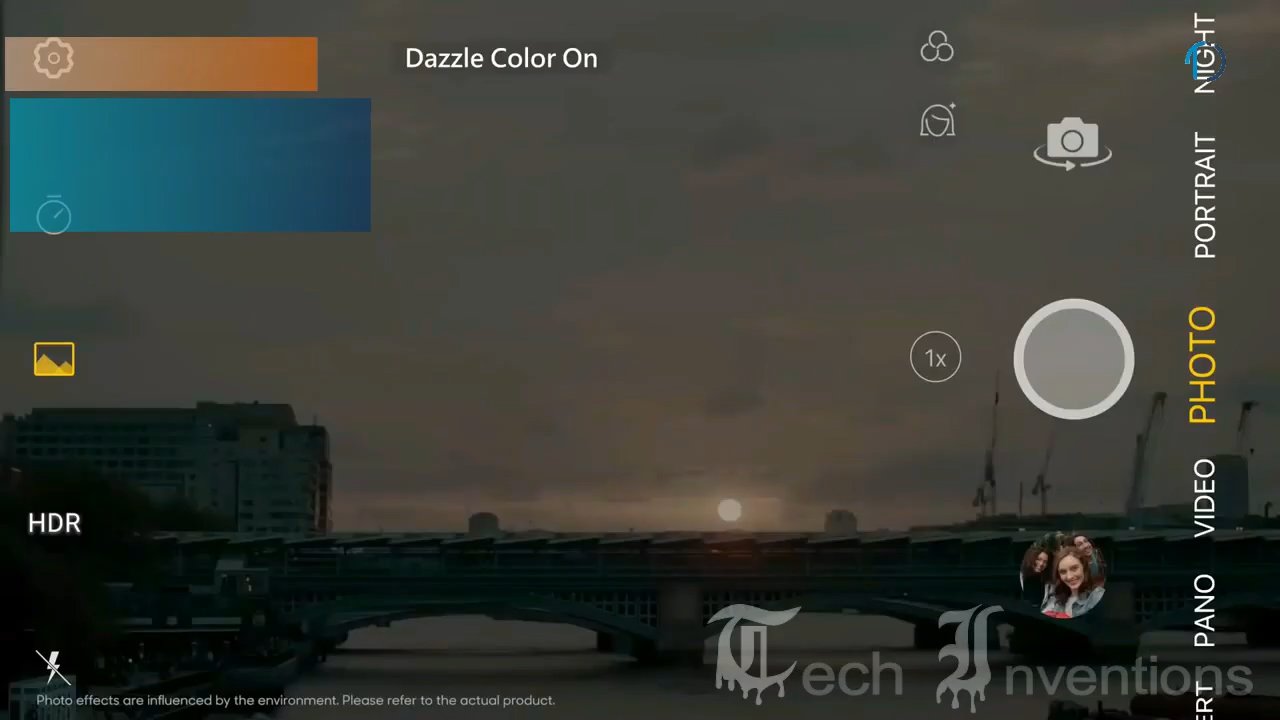 Dazzle Color On
NIGHT
PORTRAIT
PHOTO
1x
VIDEO
HDR
PANO
ERT
Tech Inventions
Photo effects are influenced by the environment. Please refer to the actual product.